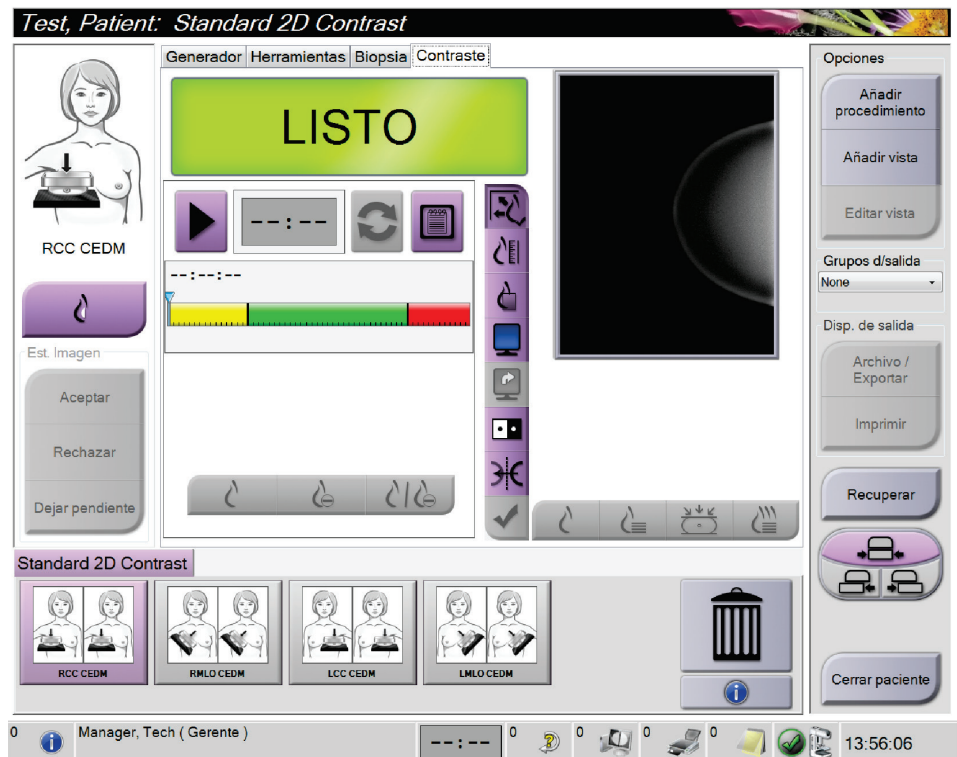 Test, Patient: Standard 2D Contrast
Generador Herramientas Biopsia Contraste
LISTO
--:--
--:--:--
RCC CEDM
Est. Imagen
Aceptar
Rechazar
Dejar pendiente
Opciones
Añadir
procedimiento
Añadir vista
Editar vista
Grupos d/salida
None
Disp. de salida
Archivo /
Exportar
Imprimir
Recuperar
Cerrar paciente
Standard 2D Contrast
RCC CEDM
RMLO CEDM
LCC CEDM
LMLO CEDM
0 Manager, Tech ( Gerente ) --:-- 0 0 0 0 13:56:06